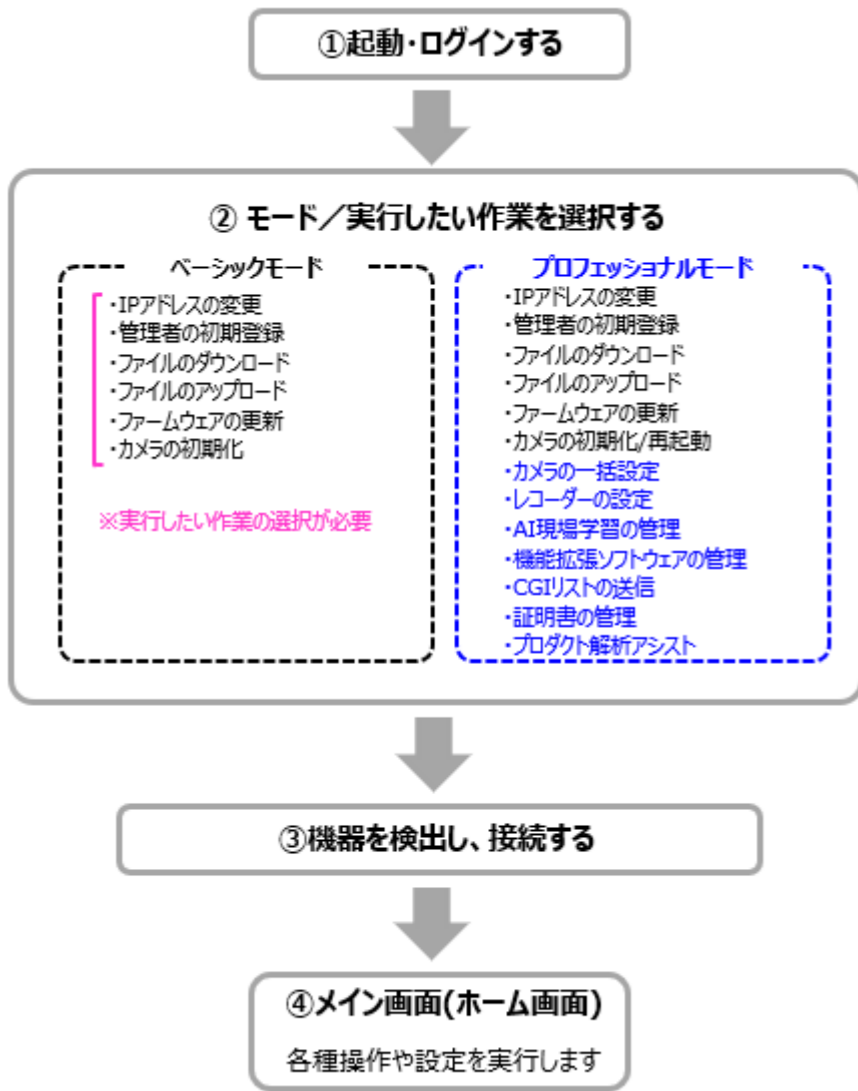 ①起動・ログインする
② モード／実行したい作業を選択する
ベーシックモード
・IPアドレスの変更
・管理者の初期登録
・ファイルのダウンロード
・ファイルのアップロード
・ファームウェアの更新
・カメラの初期化
※実行したい作業の選択が必要
プロフェッショナルモード
・IPアドレスの変更
・管理者の初期登録
・ファイルのダウンロード
・ファイルのアップロード
・ファームウェアの更新
・カメラの初期化/再起動
・カメラの一括設定
・レコーダーの設定
・AI現場学習の管理
・機能拡張ソフトウェアの管理
・CGIリストの送信
・証明書の管理
・プロダクト解析アシスト
③機器を検出し、接続する
④メイン画面(ホーム画面)
各種操作や設定を実行します